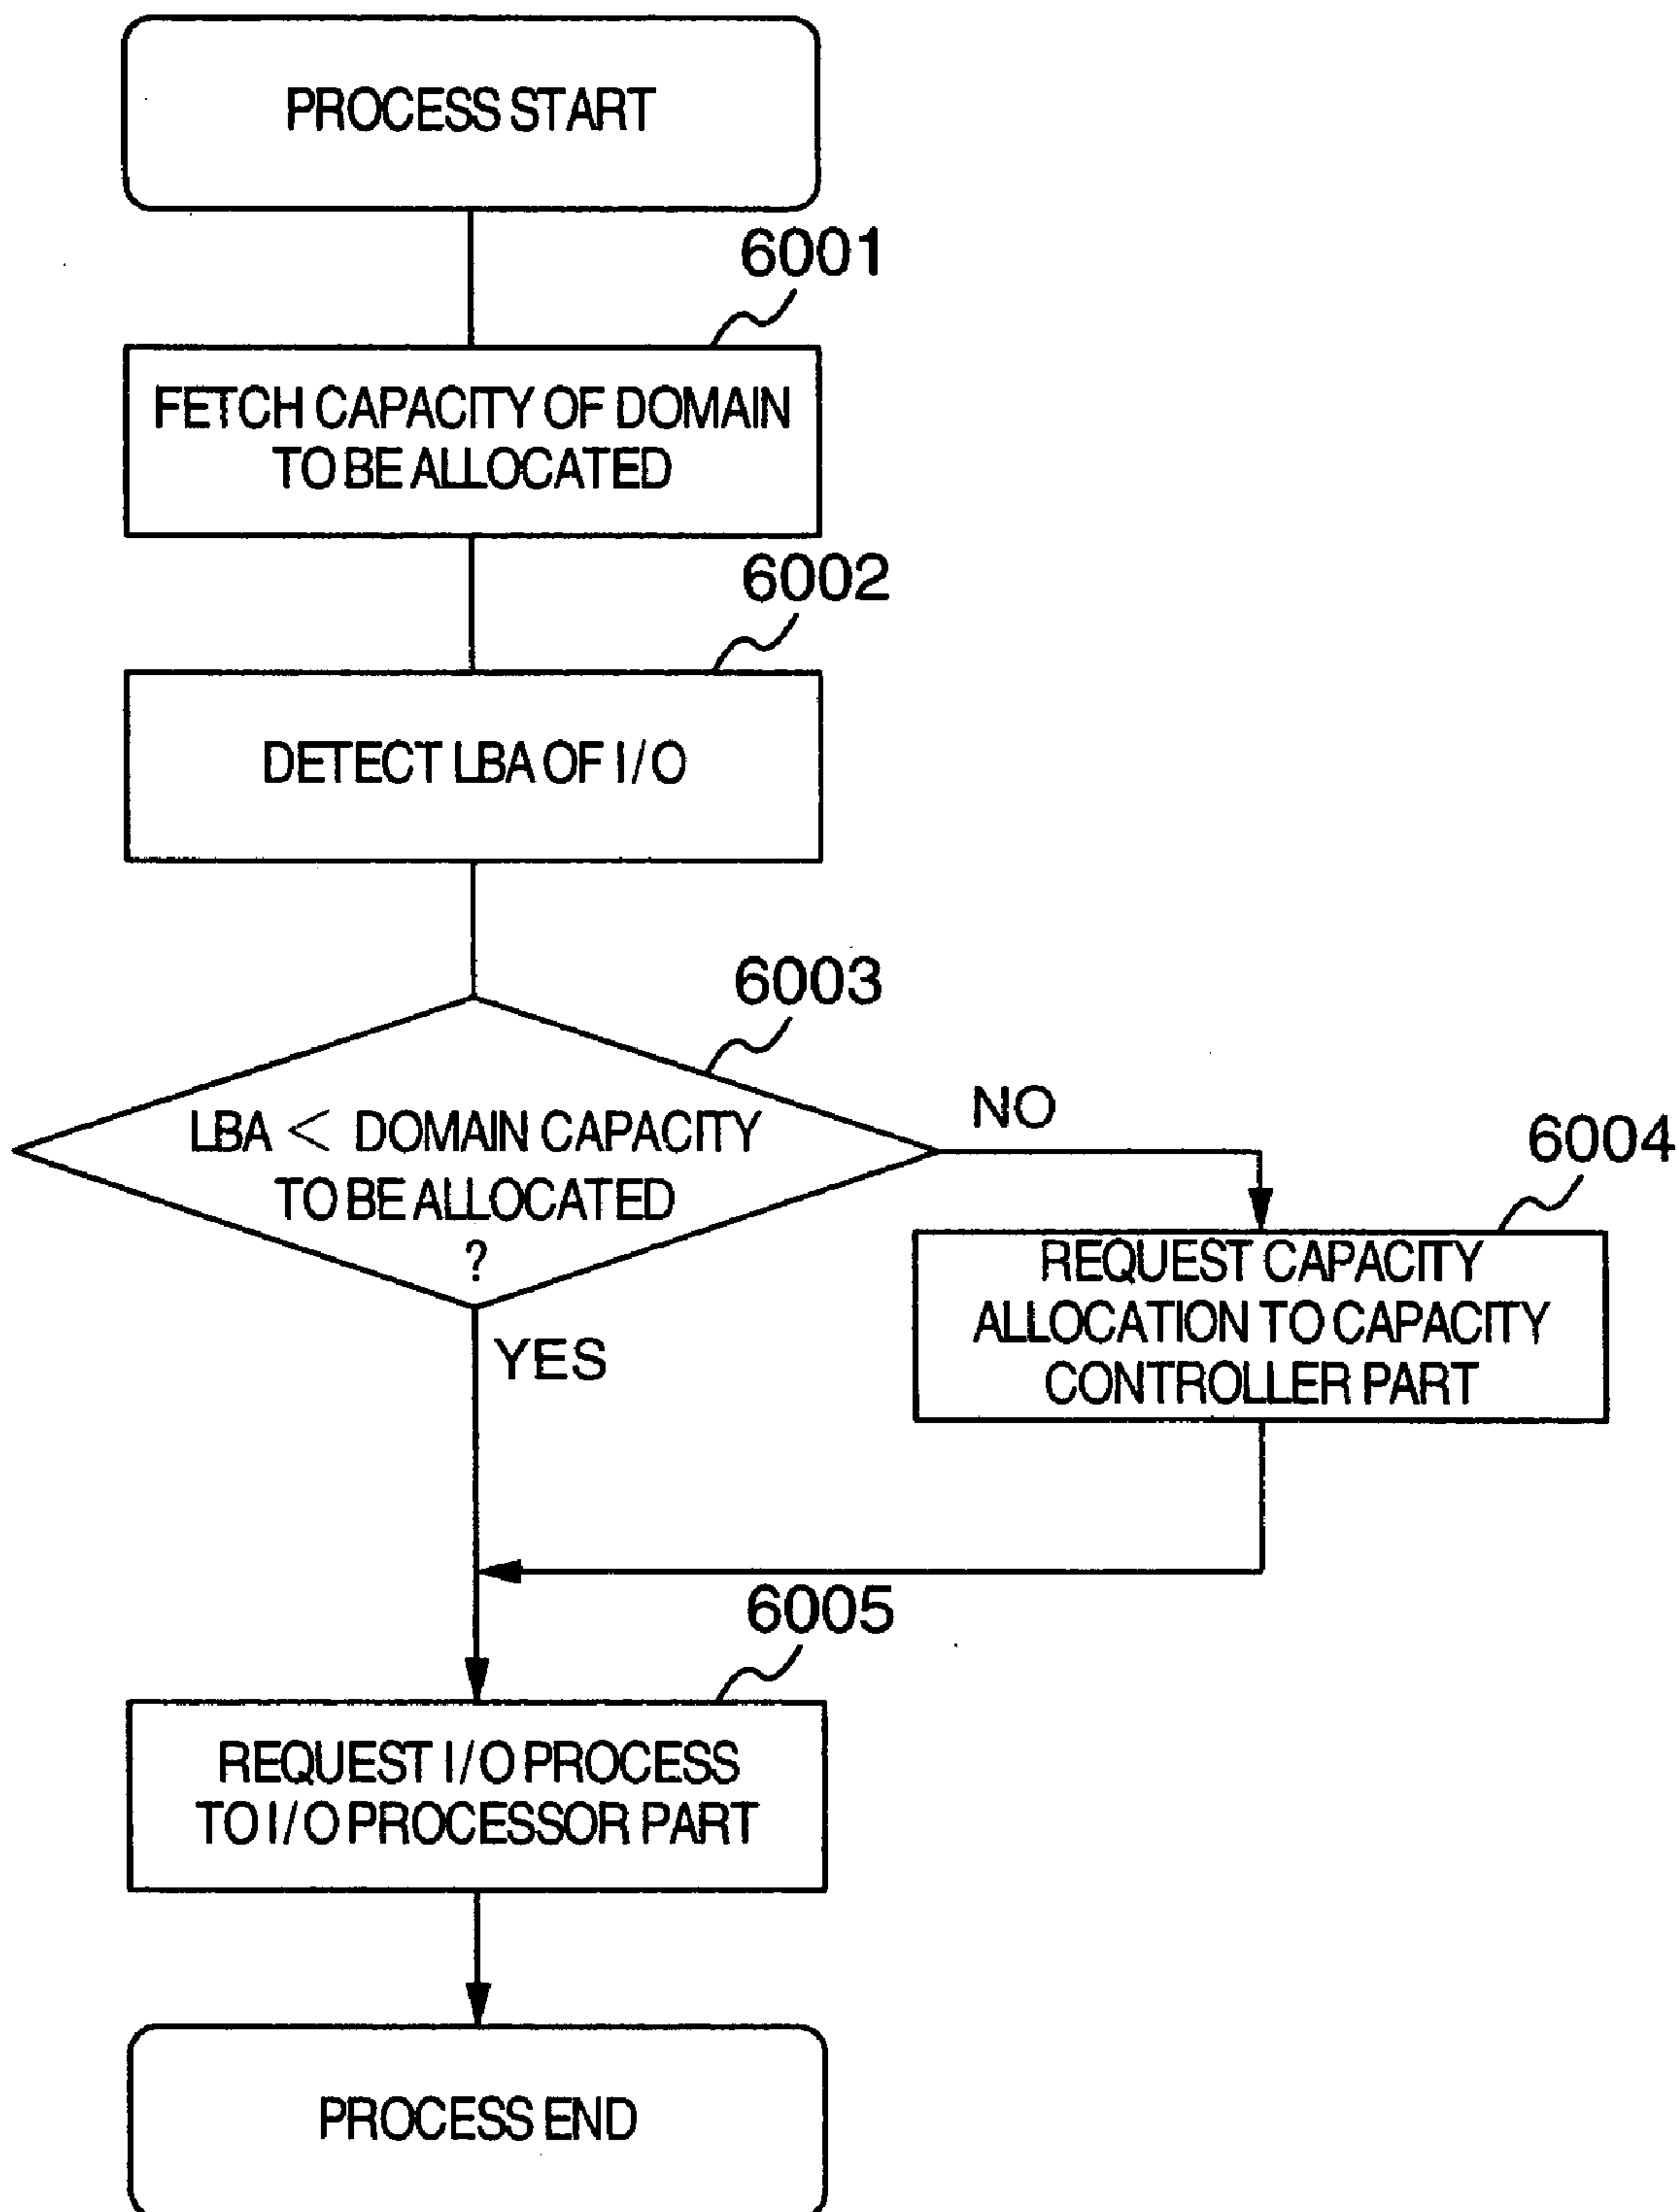 PROCESS START
6001
FETCH CAPACITY OF DOMAIN
TO BE ALLOCATED
6002
DETECT LBA OF I/O
6003
LBA < DOMAIN CAPACITY
TO BE ALLOCATED
?
NO
6004
REQUEST CAPACITY
ALLOCATION TO CAPACITY
CONTROLLER PART
YES
6005
REQUEST I/O PROCESS
TO I/O PROCESSOR PART
PROCESS END